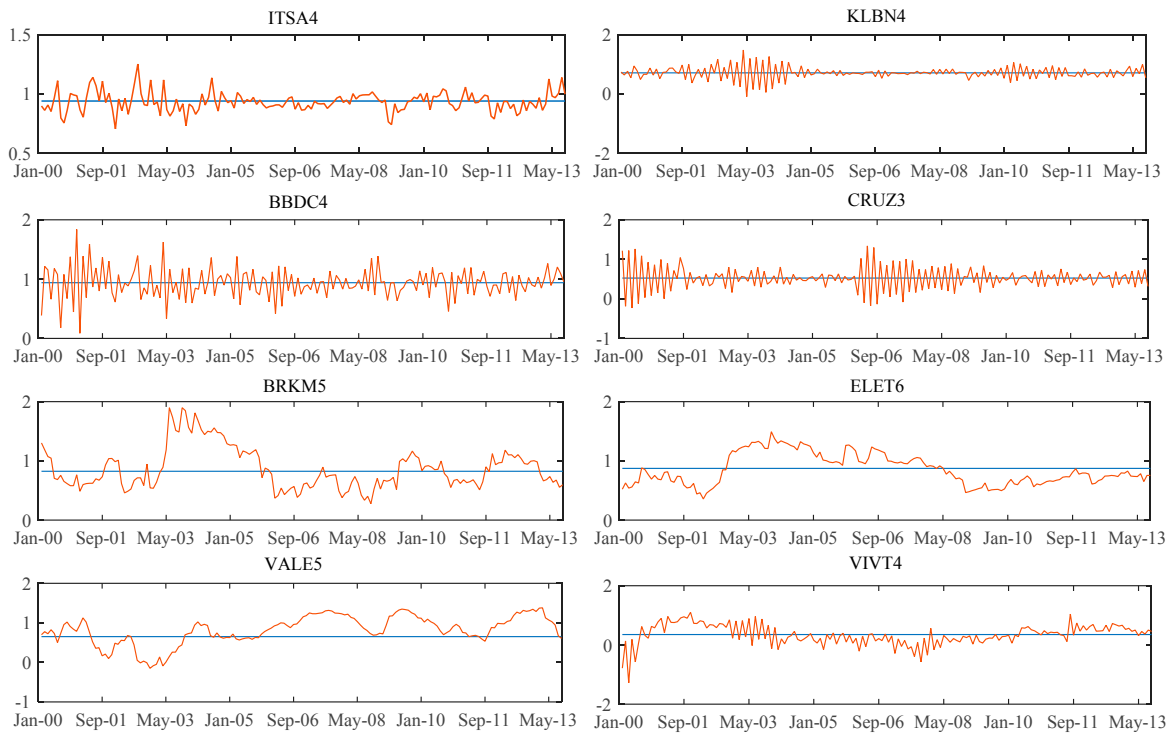 ITSA4
1.5
1
0.5
Jan-00 Sep-01 May-03 Jan-05 Sep-06 May-08 Jan-10 Sep-11 May-13
KLBN4
2
0
-2
Jan-00 Sep-01 May-03 Jan-05 Sep-06 May-08 Jan-10 Sep-11 May-13
BBDC4
2
1
0
Jan-00 Sep-01 May-03 Jan-05 Sep-06 May-08 Jan-10 Sep-11 May-13
CRUZ3
2
1
0
-1
Jan-00 Sep-01 May-03 Jan-05 Sep-06 May-08 Jan-10 Sep-11 May-13
BRKM5
2
1
0
Jan-00 Sep-01 May-03 Jan-05 Sep-06 May-08 Jan-10 Sep-11 May-13
ELET6
2
1
0
Jan-00 Sep-01 May-03 Jan-05 Sep-06 May-08 Jan-10 Sep-11 May-13
VALE5
2
1
0
-1
Jan-00 Sep-01 May-03 Jan-05 Sep-06 May-08 Jan-10 Sep-11 May-13
VIVT4
2
0
-2
Jan-00 Sep-01 May-03 Jan-05 Sep-06 May-08 Jan-10 Sep-11 May-13